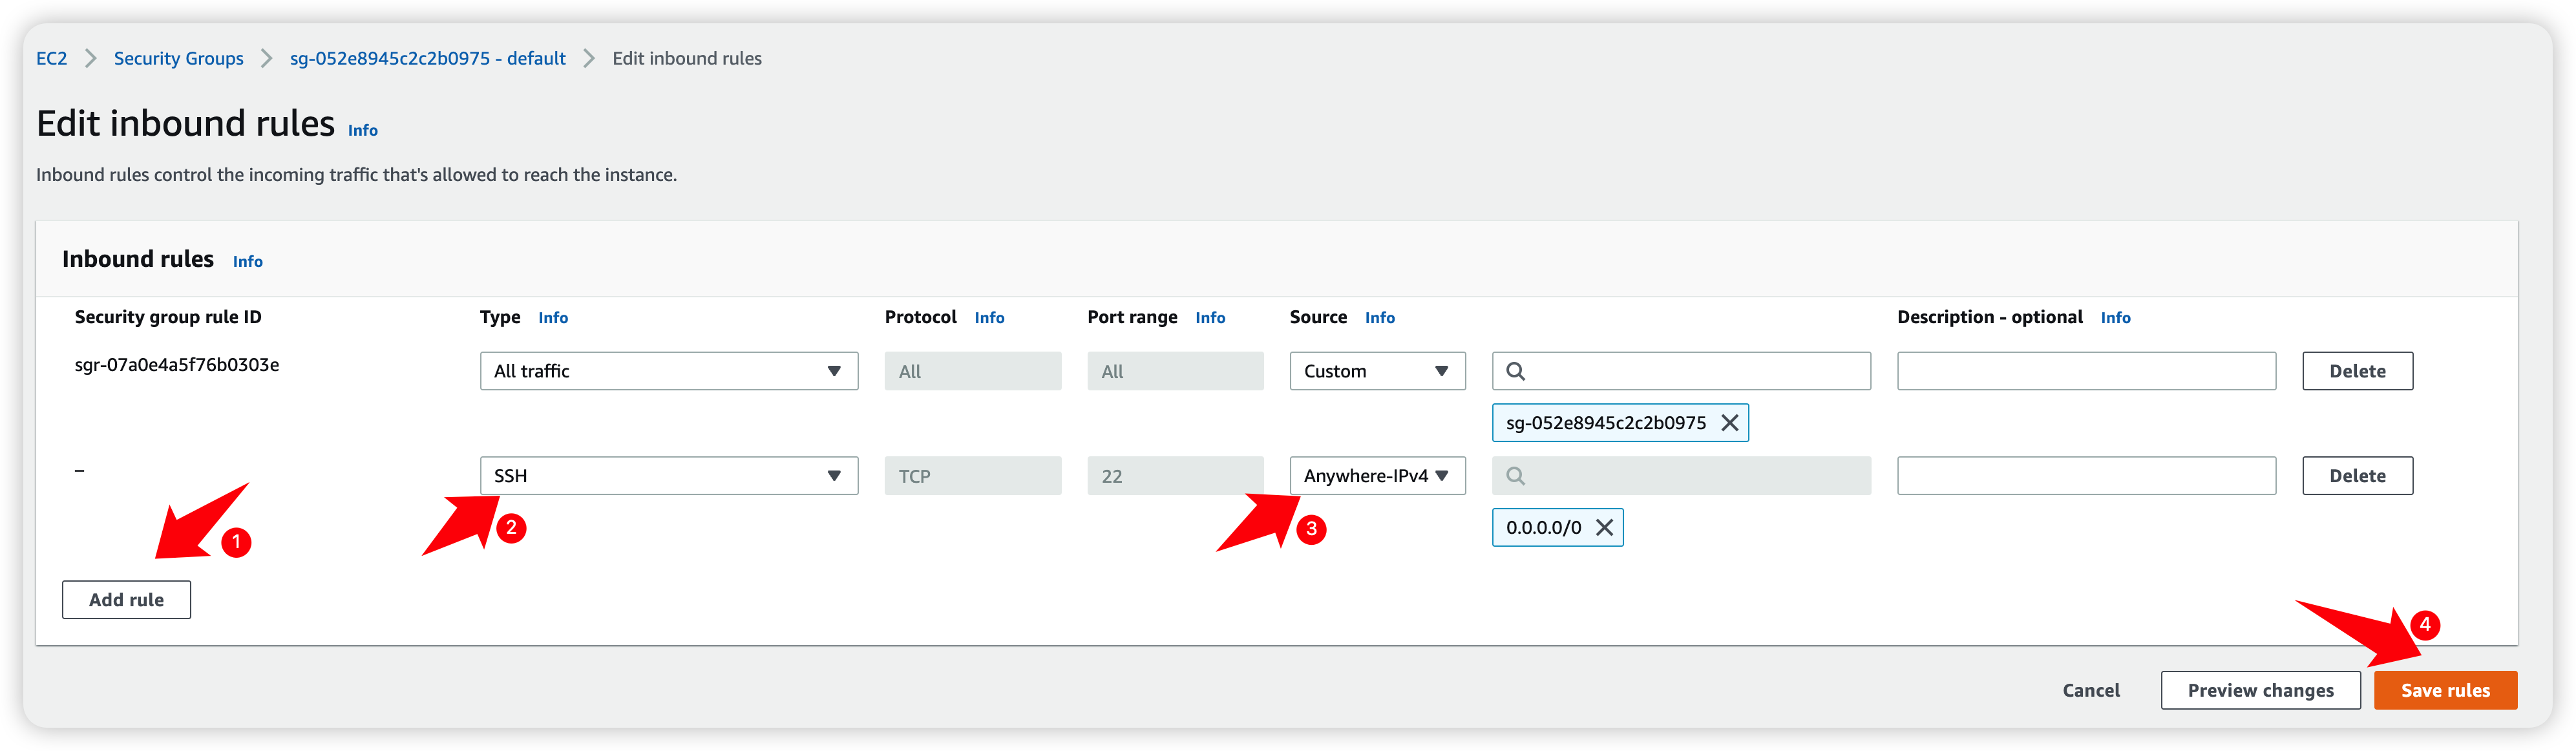 EC2 > Security Groups > sg-052e8945c2c2b0975 - default > Edit inbound rules
Edit inbound rules Info
Inbound rules control the incoming traffic that's allowed to reach the instance.
Inbound rules Info
Security group rule ID Type Info Protocol Info Port range Info Source Info Description - optional Info
sgr-07a0e4a5f76b0303e All traffic All All Custom Delete
sg-052e8945c2c2b0975
– SSH TCP 22 Anywhere-IPv4 Delete
1 2 3 0.0.0.0/0
Add rule
4
Cancel Preview changes Save rules